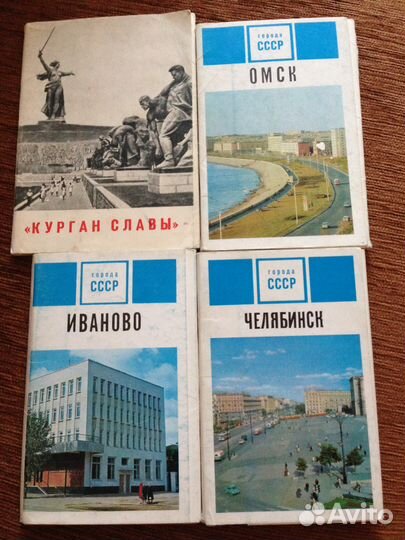 «КУРГАН СЛАВЫ»
города
СССР
ОМСК
города
СССР
ИВАНОВО
города
СССР
ЧЕЛЯБИНСК
Avito